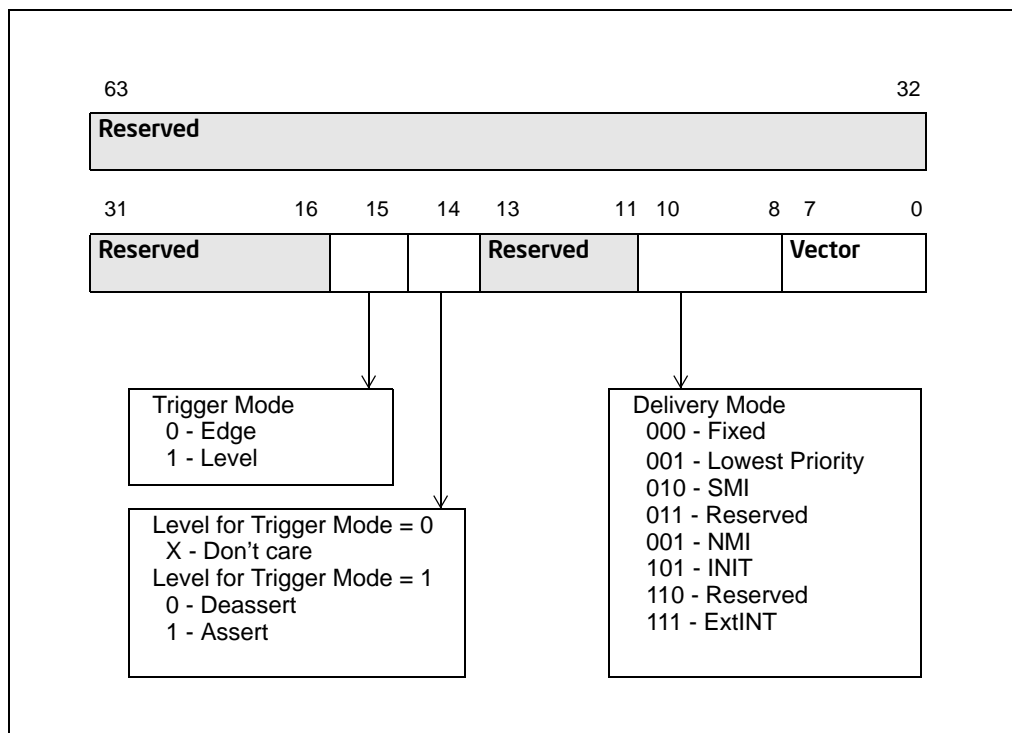 63 32
Reserved
31 16 15 14 13 11 10 8 7 0
Reserved Reserved Vector
Trigger Mode
0 - Edge
1 - Level
Level for Trigger Mode = 0
X - Don't care
Level for Trigger Mode = 1
0 - Deassert
1 - Assert
Delivery Mode
000 - Fixed
001 - Lowest Priority
010 - SMI
011 - Reserved
001 - NMI
101 - INIT
110 - Reserved
111 - ExtINT